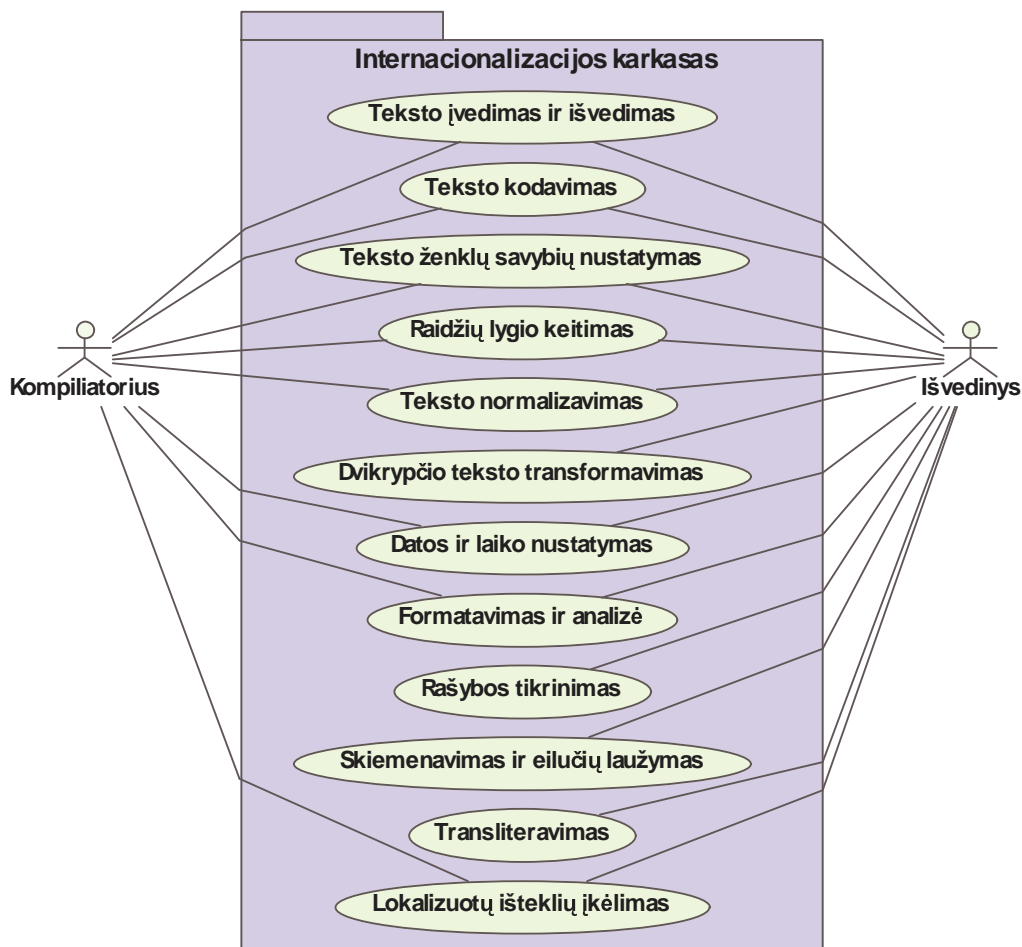 Internacionalizacijos karkasas
Teksto įvedimas ir išvedimas
Teksto kodavimas
Teksto ženklų savybių nustatymas
Raidžių lygio keitimas
Kompiliatorius
Išvedinys
Teksto normalizavimas
Dvikrypčio teksto transformavimas
Datos ir laiko nustatymas
Formatavimas ir analizė
Rašybos tikrinimas
Skiemenavimas ir eilučių laužymas
Transliteravimas
Lokalizuotų išteklių įkėlimas